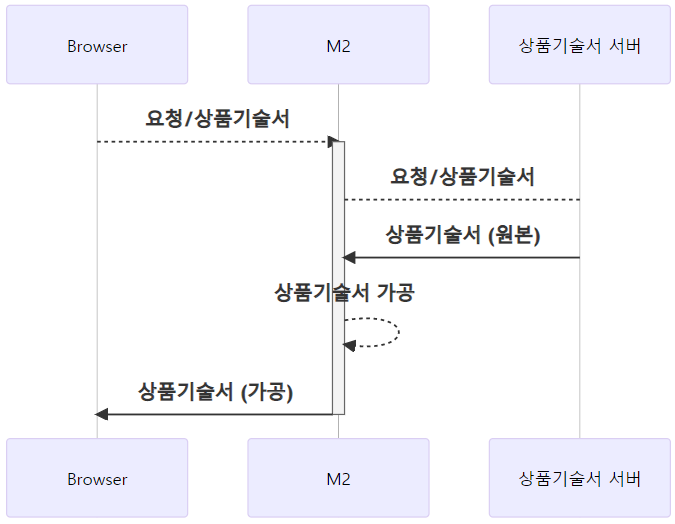 Browser
M2
상품기술서 서버
요청/상품기술서
요청/상품기술서
상품기술서 (원본)
상품기술서 가공
상품기술서 (가공)
Browser
M2
상품기술서 서버